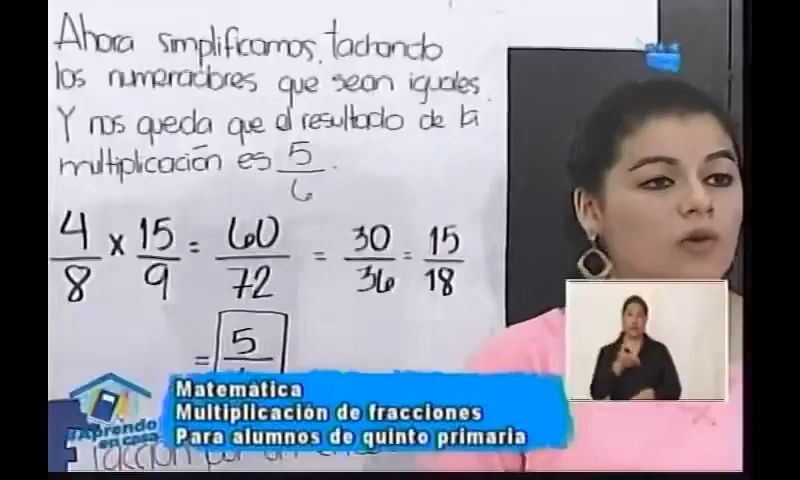 Ahora simplificamos, tachando
los numeradores que sean iguales.
Y nos queda que el resultado de la
multiplicación es 5/6.
4/8 x 15/9 = 60/72 = 30/36 = 15/18
= 5
Matemática
Multiplicación de fracciones
Para alumnos de quinto primaria
#Aprendo
en casa